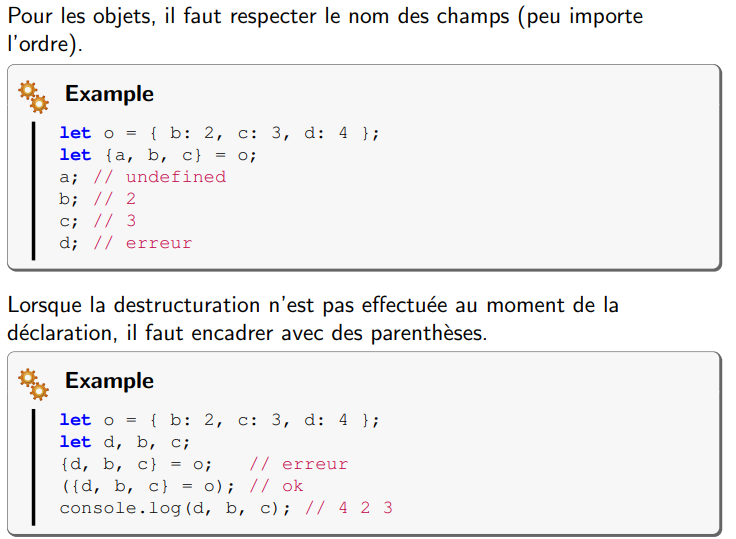 Pour les objets, il faut respecter le nom des champs (peu importe
l'ordre).
Example
let o = { b: 2, c: 3, d: 4 };
let {a, b, c} = o;
a; // undefined
b; // 2
c; // 3
d; // erreur
Lorsque la destructuration n'est pas effectuée au moment de la
déclaration, il faut encadrer avec des parenthèses.
Example
let o = { b: 2, c: 3, d: 4 };
let d, b, c;
{d, b, c} = o;   // erreur
({d, b, c} = o); // ok
console.log(d, b, c); // 4 2 3